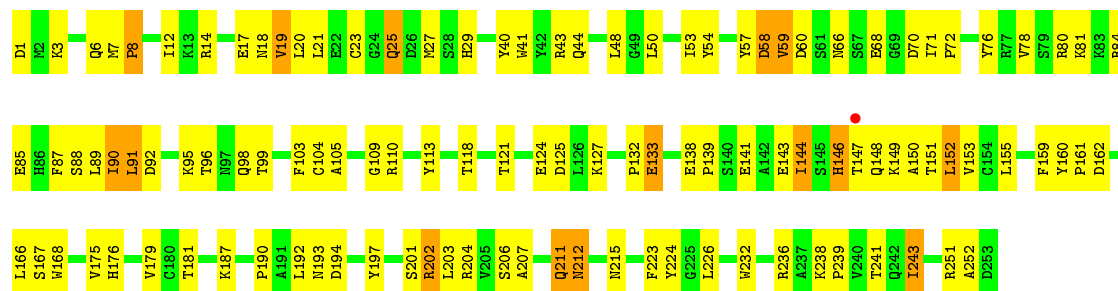 D1 M2 K3 Q6 M7 P8 I12 K13 R14 E17 N18 V19 L20 L21 E22 C23 G24 Q25 D26 M27 S28 H29 Y40 W41 Y42 R43 Q44 L48 G49 L50 I53 Y54 Y57 D58 V59 D60 S61 N66 S67 E68 G69 D70 I71 P72 Y76 R77 V78 S79 R80 K81 K83 R84
E85 H86 F87 S88 L89 I90 L91 D92 K95 T96 N97 Q98 T99 F103 C104 A105 G109 R110 Y113 T118 T121 E124 D125 L126 K127 P132 E133 E138 P139 S140 E141 A142 E143 I144 S145 H146 T147 Q148 K149 A150 T151 L152 V153 C154 L155 F159 Y160 P161 D162
L166 S167 W168 V175 H176 V179 C180 T181 K187 P190 A191 L192 N193 D194 Y197 S201 R202 L203 R204 V205 S206 A207 Q211 N212 N215 F223 Y224 G225 L226 W232 R236 A237 K238 P239 V240 T241 Q242 I243 R251 A252 D253